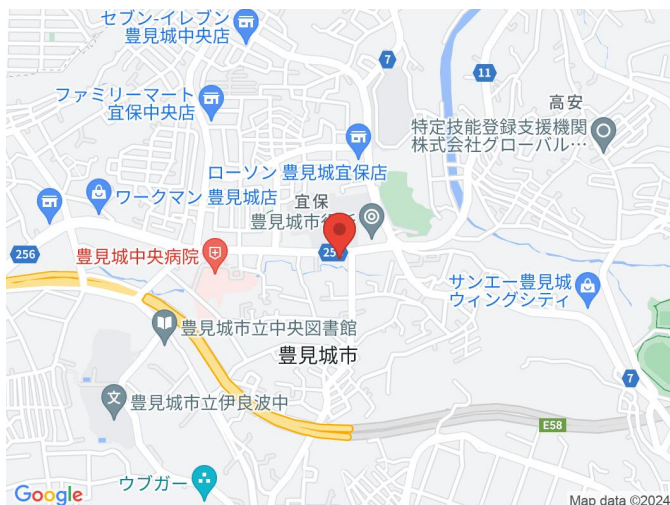 セブン-イレブン
豊見城中央店
7
11
高安
ファミリーマート
宜保中央店
特定技能登録支援機関
株式会社グローバル…
ローソン 豊見城宜保店
ワークマン 豊見城店
宜保
豊見城市
256
豊見城中央病院
サンエー豊見城
ウィングシティ
豊見城市立中央図書館
豊見城市
7
豊見城市立伊良波中
E58
ウブガー
Google
Map data ©2024